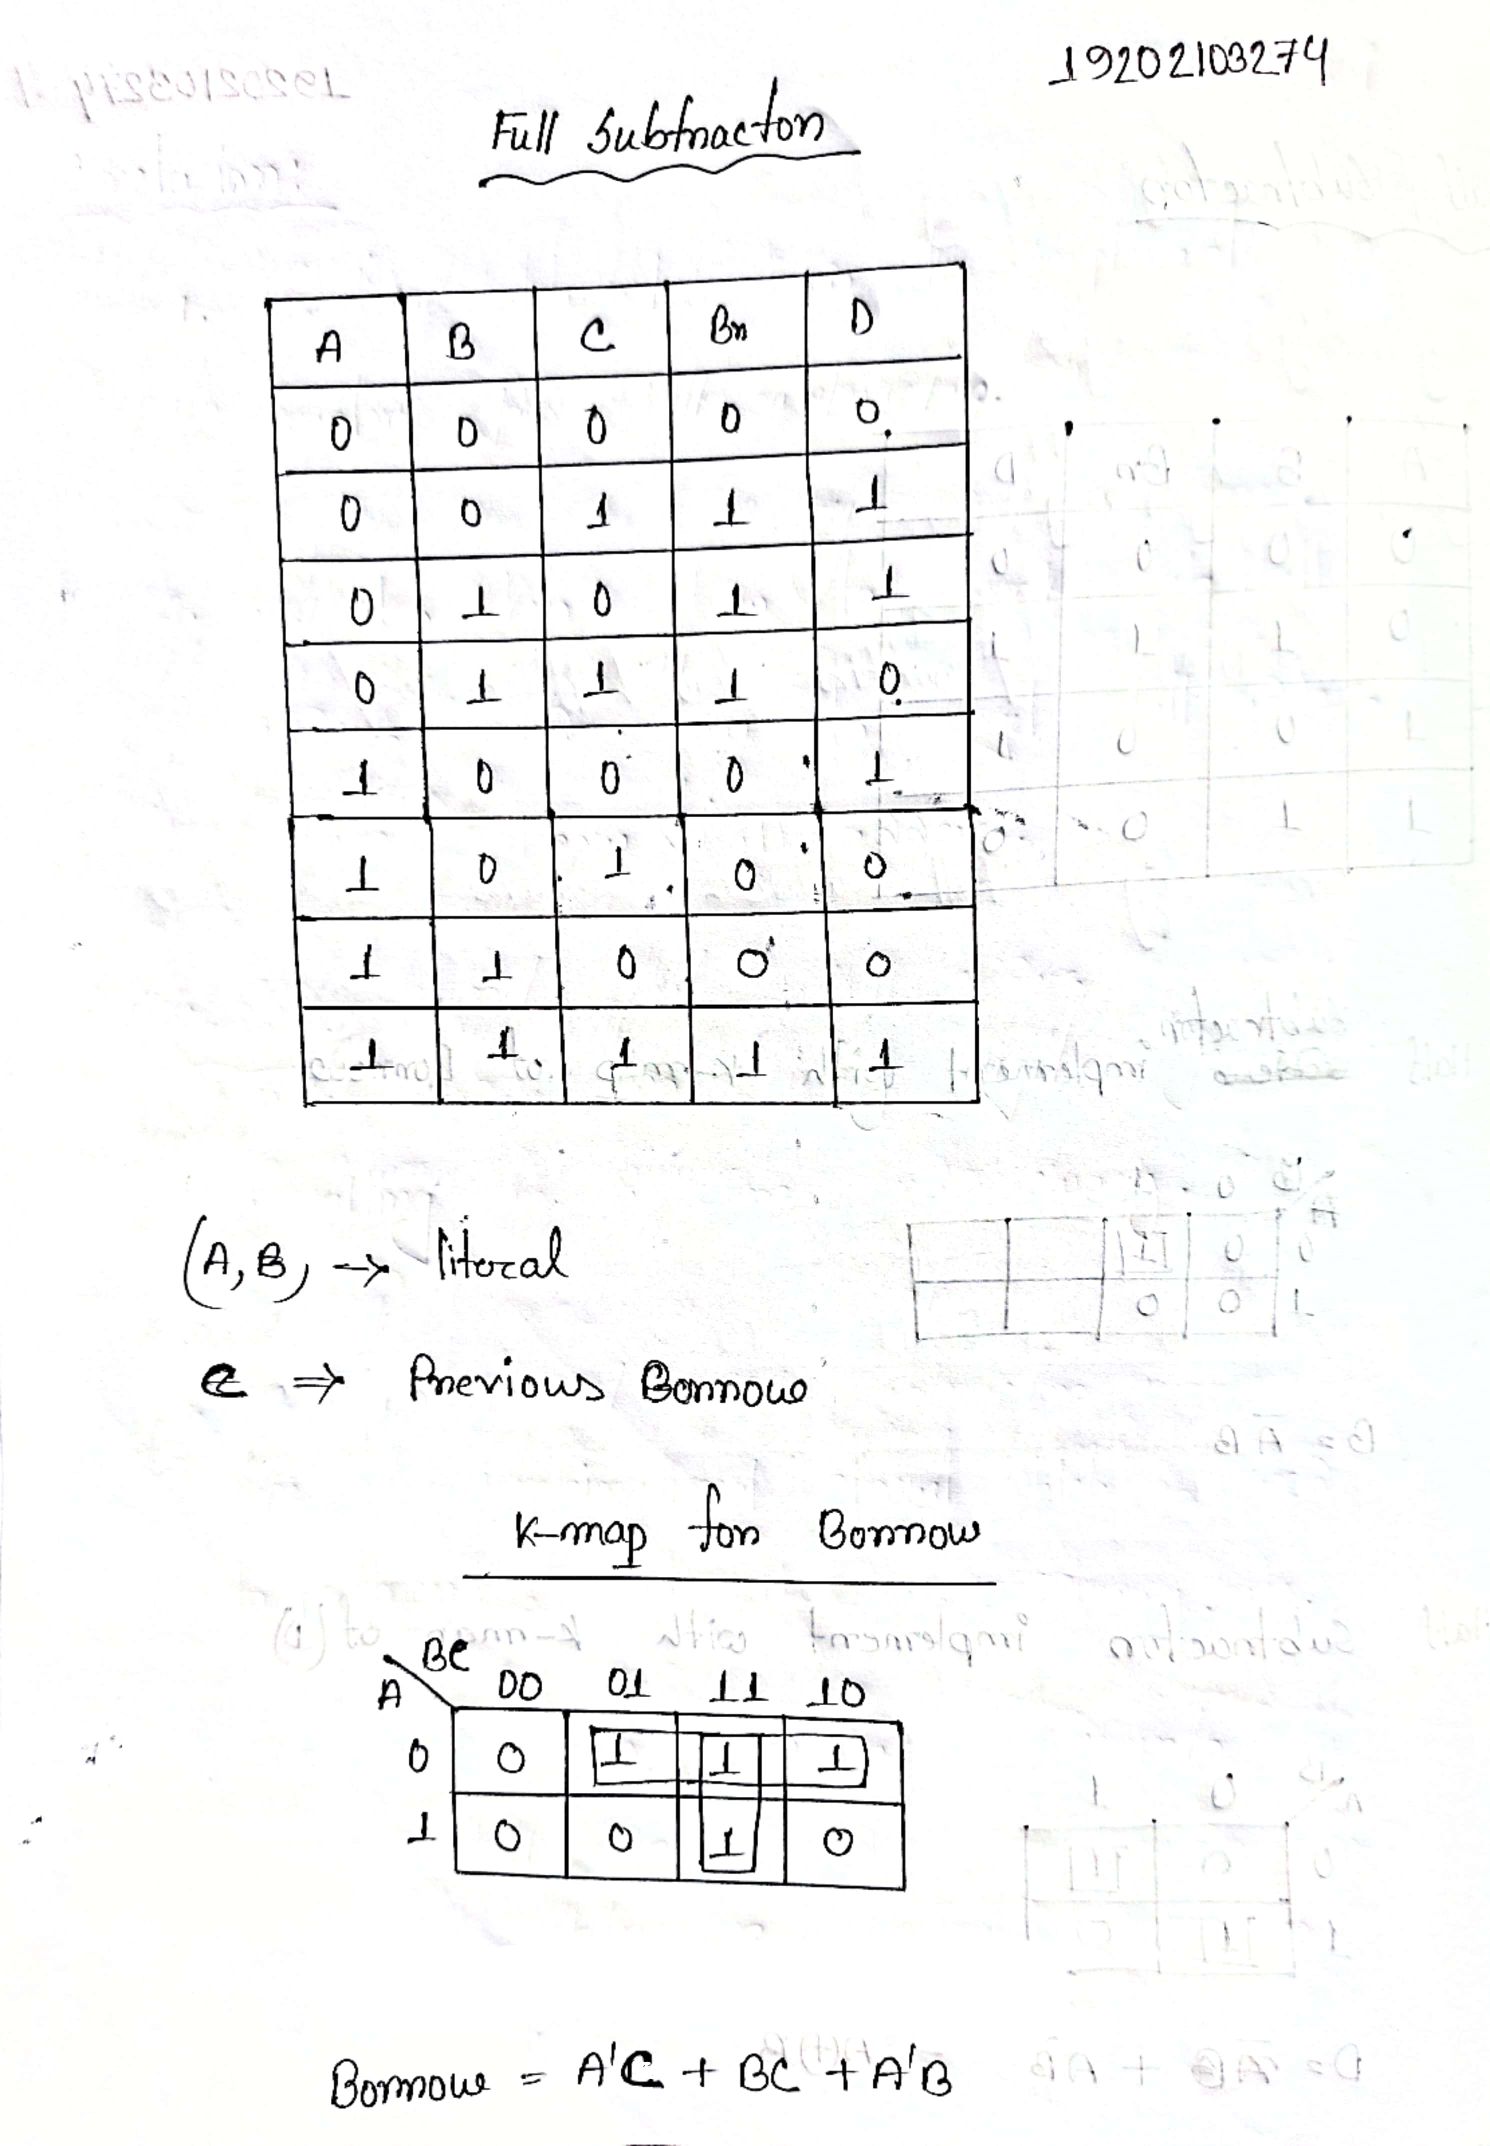 19202103274
Full Subtractor
A B C Br D
0 0 0 0 0
0 0 1 1 1
0 1 0 1 1
0 1 1 1 0
1 0 0 0 1
1 0 1 0 0
1 1 0 0 0
1 1 1 1 1
(A, B) → literal
C ⇒ Previous Borrow
K-map for Borrow
BC
A 00 01 11 10
0 0 1 1 1
1 0 0 1 0
Borrow = A'C + BC + A'B